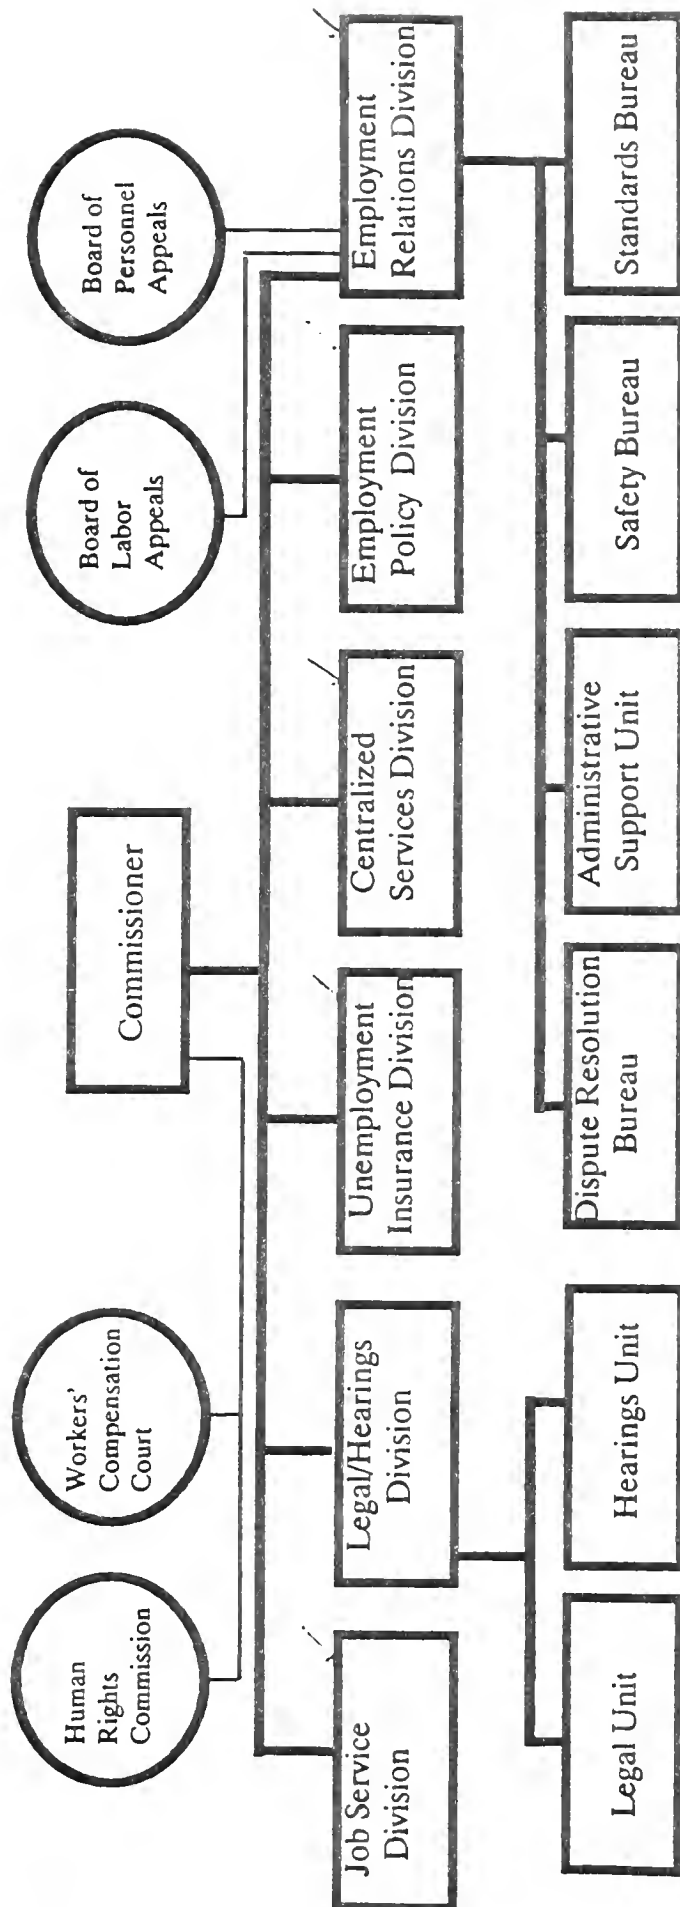 Human
Rights
Commission
Workers'
Compensation
Court
Commissioner
Board of
Labor
Appeals
Board of
Personnel
Appeals
Job Service
Division
Legal/Hearings
Division
Unemployment
Insurance Division
Centralized
Services Division
Employment
Policy Division
Employment
Relations Division
Legal Unit
Hearings Unit
Dispute Resolution
Bureau
Administrative
Support Unit
Safety Bureau
Standards Bureau